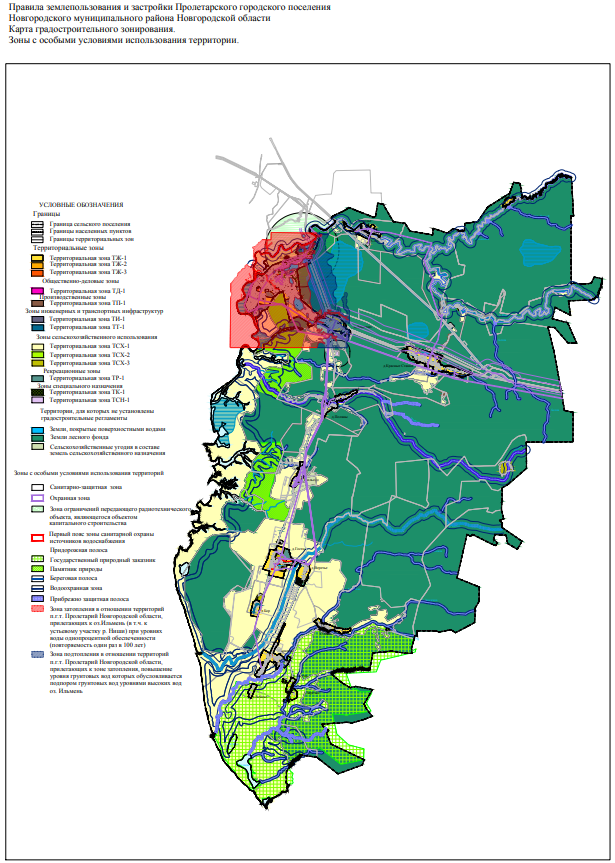 Правила землепользования и застройки Пролетарского городского поселения
Новгородского муниципального района Новгородской области
Карта градостроительного зонирования.
Зоны с особыми условиями использования территории.
УСЛОВНЫЕ ОБОЗНАЧЕНИЯ
Границы
Граница сельского поселения
Границы населенных пунктов
Границы территориальных зон
Территориальные зоны
Территориальная зона ТЖ-1
Территориальная зона ТЖ-2
Территориальная зона ТЖ-3
Общественно-деловые зоны
Территориальная зона ТД-1
Производственные зоны
Территориальная зона ТП-1
Зоны инженерных и транспортных инфраструктур
Территориальная зона ТИ-1
Территориальная зона ТТ-1
Зоны сельскохозяйственного использования
Территориальная зона ТСХ-1
Территориальная зона ТСХ-2
Территориальная зона ТСХ-3
Рекреационные зоны
Территориальная зона ТР-1
Зоны специального назначения
Территориальная зона ТК-1
Территориальная зона ТСН-1
Территории, для которых не установлены
градостроительные регламенты
Земли, покрытые поверхностными водами
Земли лесного фонда
Сельскохозяйственные угодия в составе
земель сельскохозяйственного назначения
Зоны с особыми условиями использования территорий
Санитарно-защитная зона
Охранная зона
Зона ограничений передающего радиотехнического
объекта, являющегося объектом
капитального строительства
Первый пояс зоны санитарной охраны
источников водоснабжения
Придорожная полоса
Государственный природный заказник
Памятник природы
Береговая полоса
Водоохранная зона
Прибрежно защитная полоса
Зона затопления в отношении территорий
п.г.т. Пролетарий Новгородской области,
прилегающих к оз.Ильмень (в т.ч. к
устьевому участку р. Ниши) при уровнях
воды однопроцентной обеспеченности
(повторяемость один раз в 100 лет)
Зона подтопления в отношении территорий
п.г.т. Пролетарий Новгородской области,
прилегающих к зоне затопления, повышение
уровня грунтовых вод которых обусловливается
подпором грунтовых вод уровнями высоких вод
оз. Ильмень